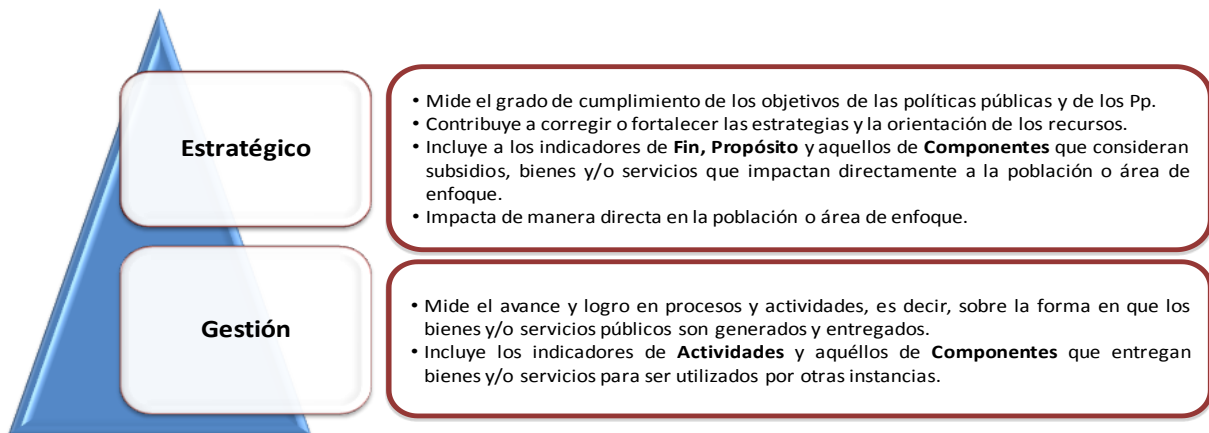 Estratégico
• Mide el grado de cumplimiento de los objetivos de las políticas públicas y de los Pp.
• Contribuye a corregir o fortalecer las estrategias y la orientación de los recursos.
• Incluye a los indicadores de Fin, Propósito y aquellos de Componentes que consideran
subsidios, bienes y/o servicios que impactan directamente a la población o área de
enfoque.
• Impacta de manera directa en la población o área de enfoque.
Gestión
• Mide el avance y logro en procesos y actividades, es decir, sobre la forma en que los
bienes y/o servicios públicos son generados y entregados.
• Incluye los indicadores de Actividades y aquéllos de Componentes que entregan
bienes y/o servicios para ser utilizados por otras instancias.